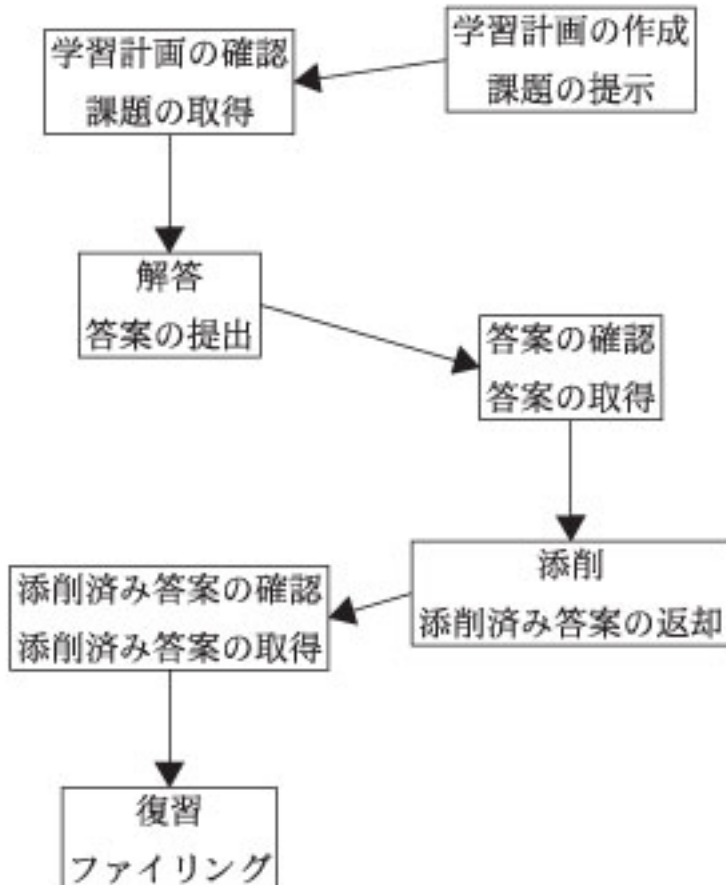 学習計画の作成
課題の提示
学習計画の確認
課題の取得
解答
答案の提出
答案の確認
答案の取得
添削
添削済み答案の返却
添削済み答案の確認
添削済み答案の取得
復習
ファイリング